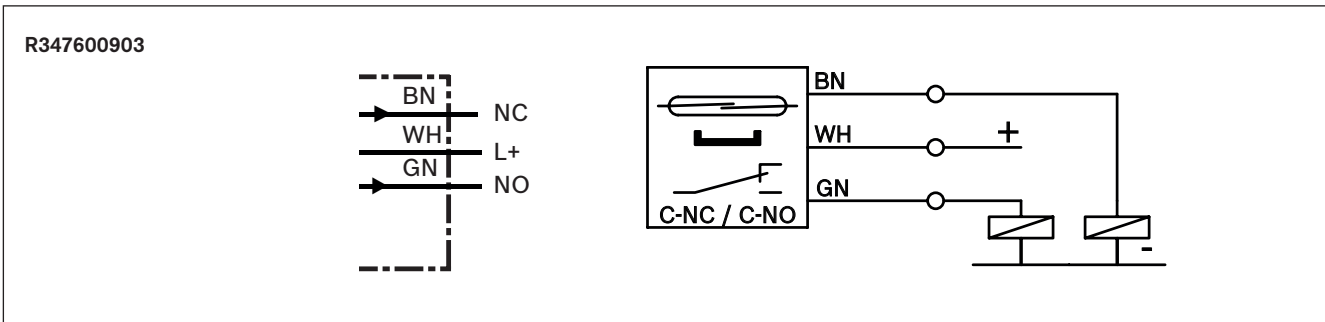 R347600903
BN
NC
WH
L+
GN
NO
BN
WH
+
GN
C-NC / C-NO
-